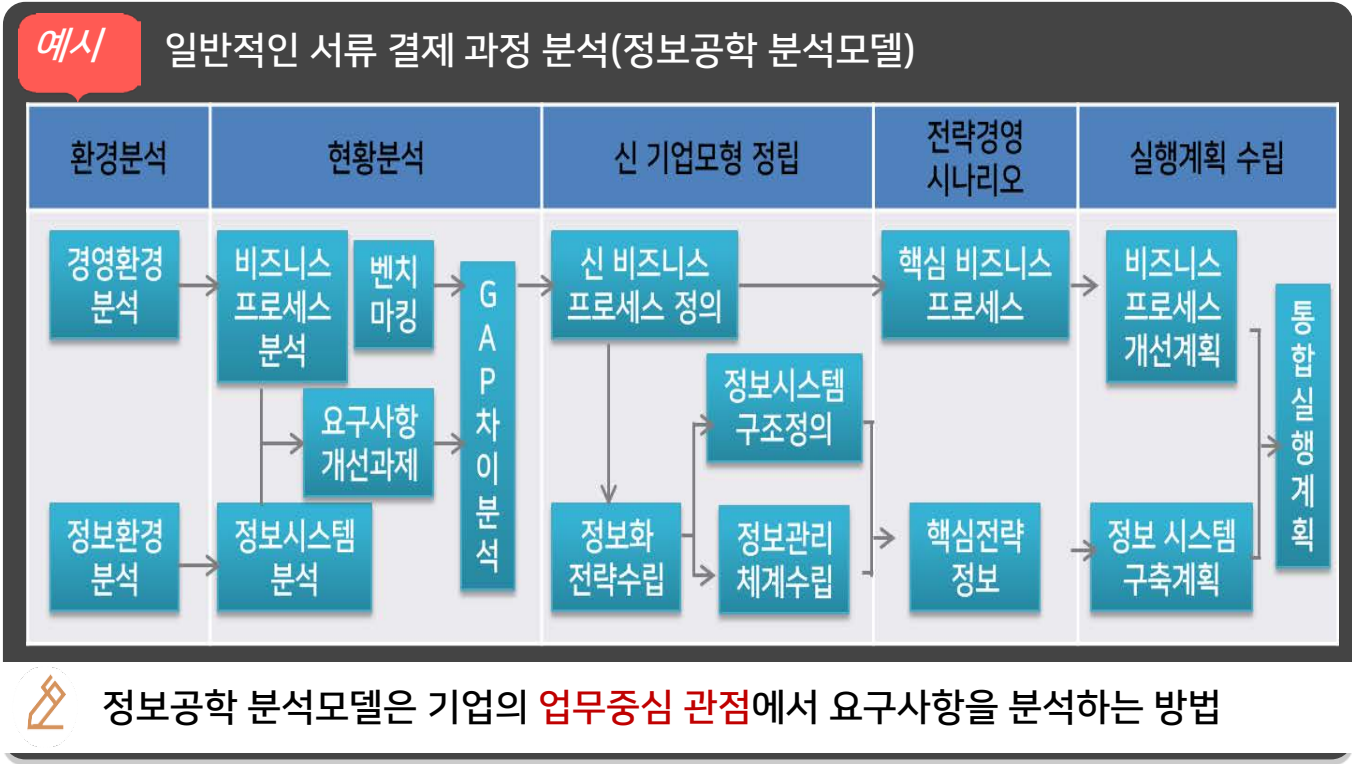 예시
일반적인 서류 결제 과정 분석(정보공학 분석모델)
환경분석
현황분석
신 기업모형 정립
전략경영
시나리오
실행계획 수립
경영환경
분석
비즈니스
프로세스
분석
벤치
마킹
GAP차이분석
신 비즈니스
프로세스 정의
핵심 비즈니스
프로세스
비즈니스
프로세스
개선계획
통합실행계획
요구사항
개선과제
정보시스템
구조정의
정보환경
분석
정보시스템
분석
정보화
전략수립
정보관리
체계수립
핵심전략
정보
정보 시스템
구축계획
정보공학 분석모델은 기업의 업무중심 관점에서 요구사항을 분석하는 방법